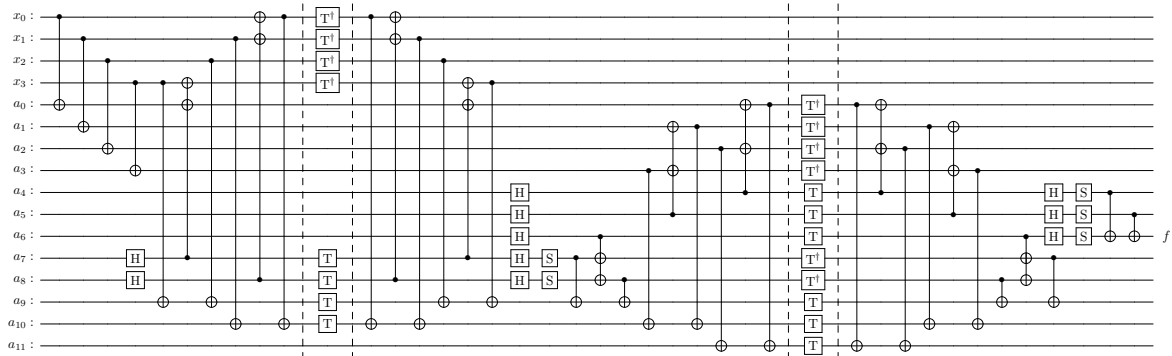 x₀ : T†
x₁ : T†
x₂ : T†
x₃ : T†
a₀ : T†
a₁ : T†
a₂ : T†
a₃ : T†
a₄ : H T H S
a₅ : H T H S
a₆ : H T H S f
a₇ : H T H S T†
a₈ : H T H S T†
a₉ : T T
a₁₀ : T T
a₁₁ : T